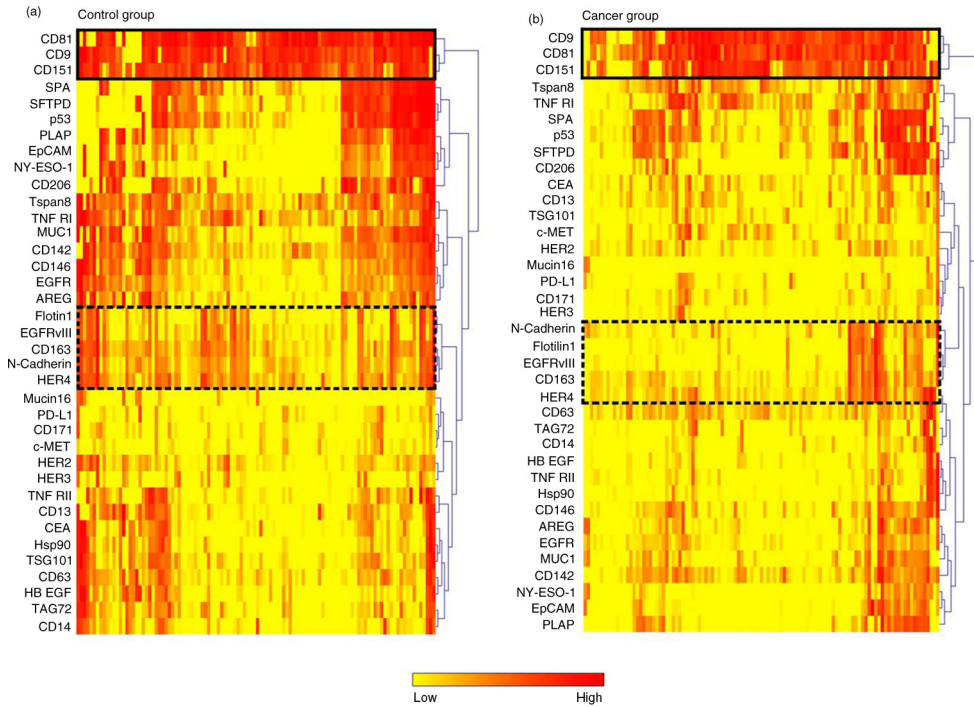 (a)
Control group
CD81
CD9
CD151
SPA
SFTPD
p53
PLAP
EpCAM
NY-ESO-1
CD206
Tspan8
TNF RI
MUC1
CD142
CD146
EGFR
AREG
Flotin1
EGFRvIII
CD163
N-Cadherin
HER4
Mucin16
PD-L1
CD171
c-MET
HER2
HER3
TNF RII
CD13
CEA
Hsp90
TSG101
CD63
HB EGF
TAG72
CD14
(b)
Cancer group
CD9
CD81
CD151
Tspan8
TNF RI
SPA
p53
SFTPD
CD206
CEA
CD13
TSG101
c-MET
HER2
Mucin16
PD-L1
CD171
HER3
N-Cadherin
Flotilin1
EGFRvIII
CD163
HER4
CD63
TAG72
CD14
HB EGF
TNF RII
Hsp90
CD146
AREG
EGFR
MUC1
CD142
NY-ESO-1
EpCAM
PLAP
Low High